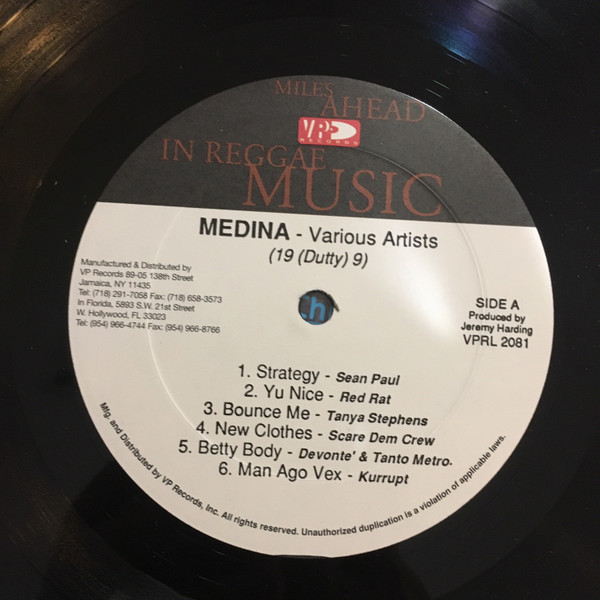 MILES
AHEAD
VP
RECORDS
IN REGGAE
MUSIC
MEDINA - Various Artists
(19 (Dutty) 9)
Manufactured & Distributed by
VP Records 89-05 138th Street
Jamaica, NY 11435
Tel: (718) 291-7058 Fax: (718) 658-3573
In Florida, 5893 S.W. 21st Street
W. Hollywood, FL 33023
Tel: (954) 966-4744 Fax: (954) 966-8766
SIDE A
Produced by
Jeremy Harding
VPRL 2081
1. Strategy - Sean Paul
2. Yu Nice - Red Rat
3. Bounce Me - Tanya Stephens
4. New Clothes - Scare Dem Crew
5. Betty Body - Devonte' & Tanto Metro.
6. Man Ago Vex - Kurrupt
Mfg. and Distributed by VP Records, Inc. All rights reserved. Unauthorized duplication is a violation of applicable laws.